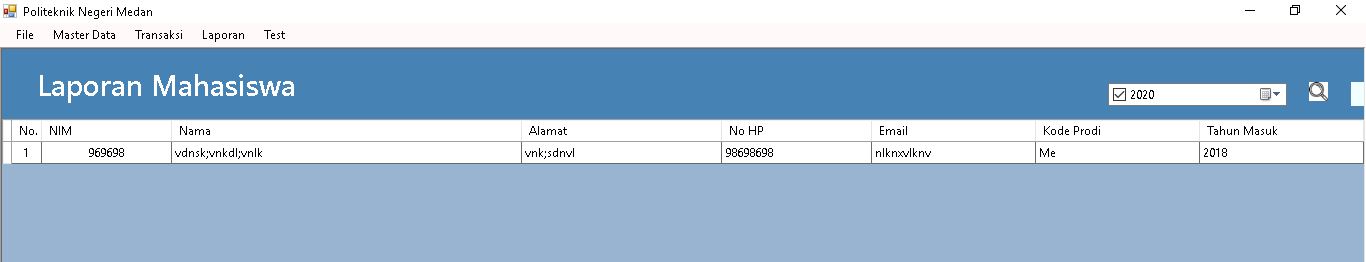 Politeknik Negeri Medan
File Master Data Transaksi Laporan Test
Laporan Mahasiswa
2020
No. NIM Nama Alamat No HP Email Kode Prodi Tahun Masuk
1 969698 vdnsk;vnkdl;vnlk vnk;sdnvl 98698698 nlknxvlknv Me 2018